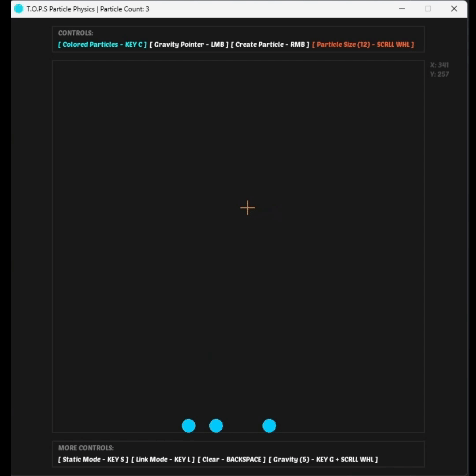 T.O.P.S Particle Physics | Particle Count: 3
CONTROLS:
[ Colored Particles - KEY C ] [ Gravity Pointer - LMB ] [ Create Particle - RMB ] [ Particle Size (12) - SCRLL WHL ]
X: 341
Y: 257
MORE CONTROLS:
[ Static Mode - KEY S ] [ Link Mode - KEY L ] [ Clear - BACKSPACE ] [ Gravity (5) - KEY G + SCRLL WHL ]